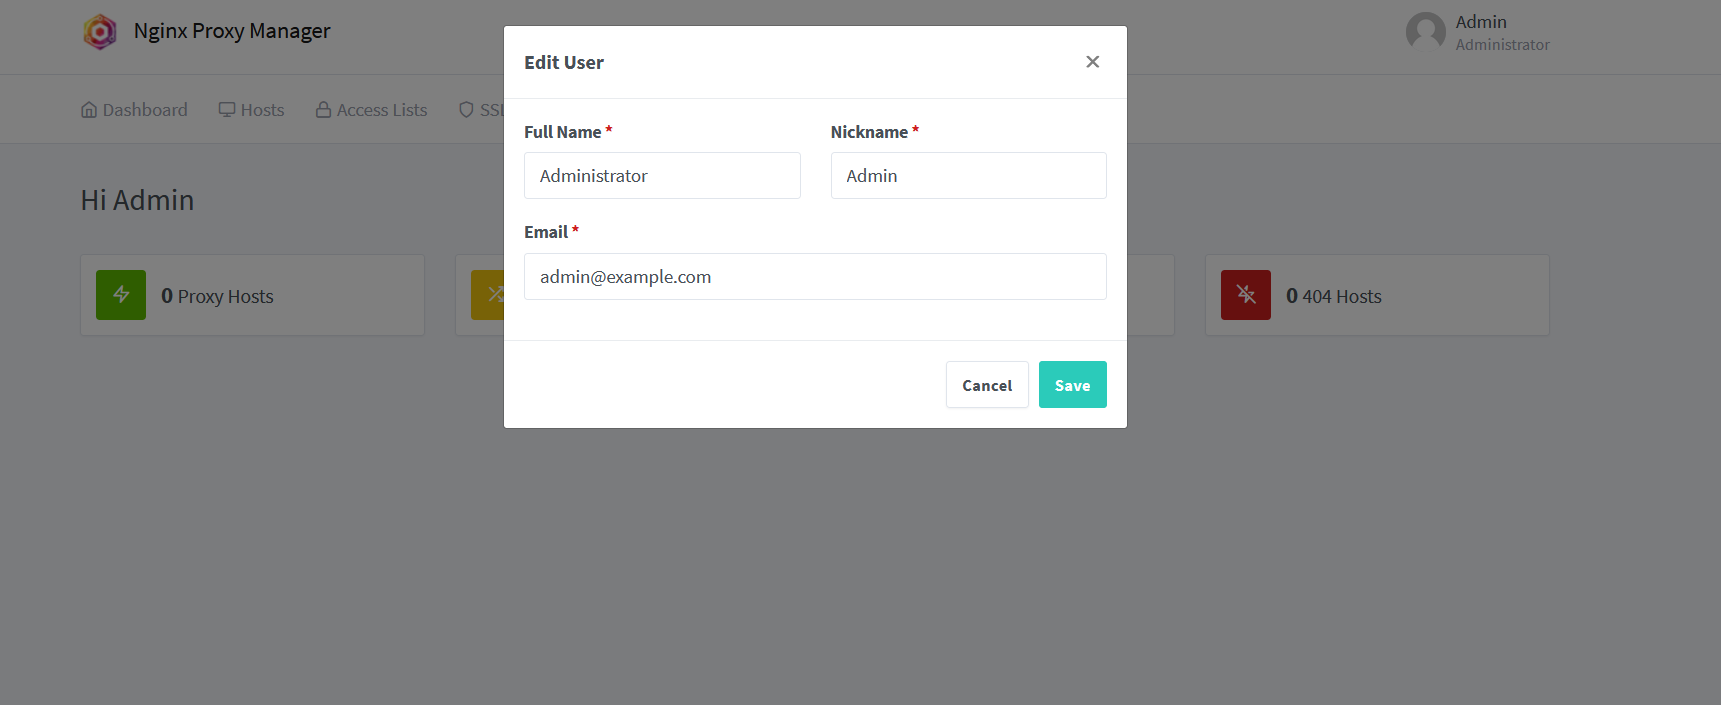 Nginx Proxy Manager
Admin
Administrator
Dashboard
Hosts
Access Lists
SSL
Hi Admin
0 Proxy Hosts
0 404 Hosts
Edit User
×
Full Name *
Nickname *
Administrator
Admin
Email *
admin@example.com
Cancel
Save